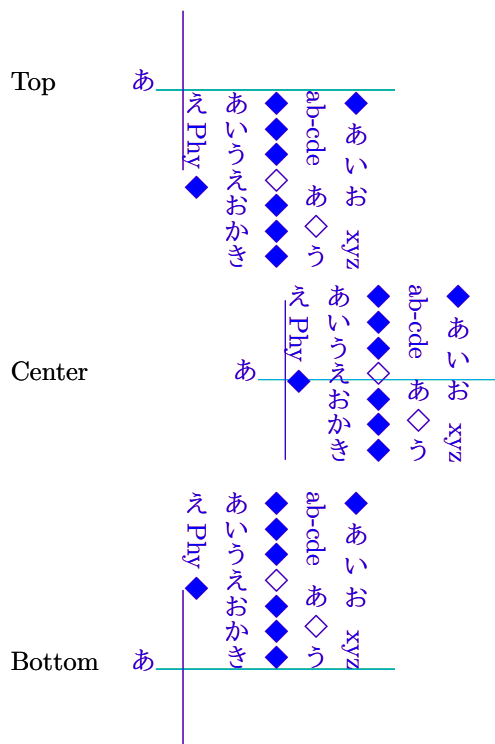 Top
あ
◆あいお xyz
ab-cde あ◇う
◆◆◆◇◆◆◆
あいうえおかき
え Phy◆
Center
あ
◆あいお xyz
ab-cde あ◇う
◆◆◆◇◆◆◆
あいうえおかき
え Phy◆
Bottom
あ
◆あいお xyz
ab-cde あ◇う
◆◆◆◇◆◆◆
あいうえおかき
え Phy◆